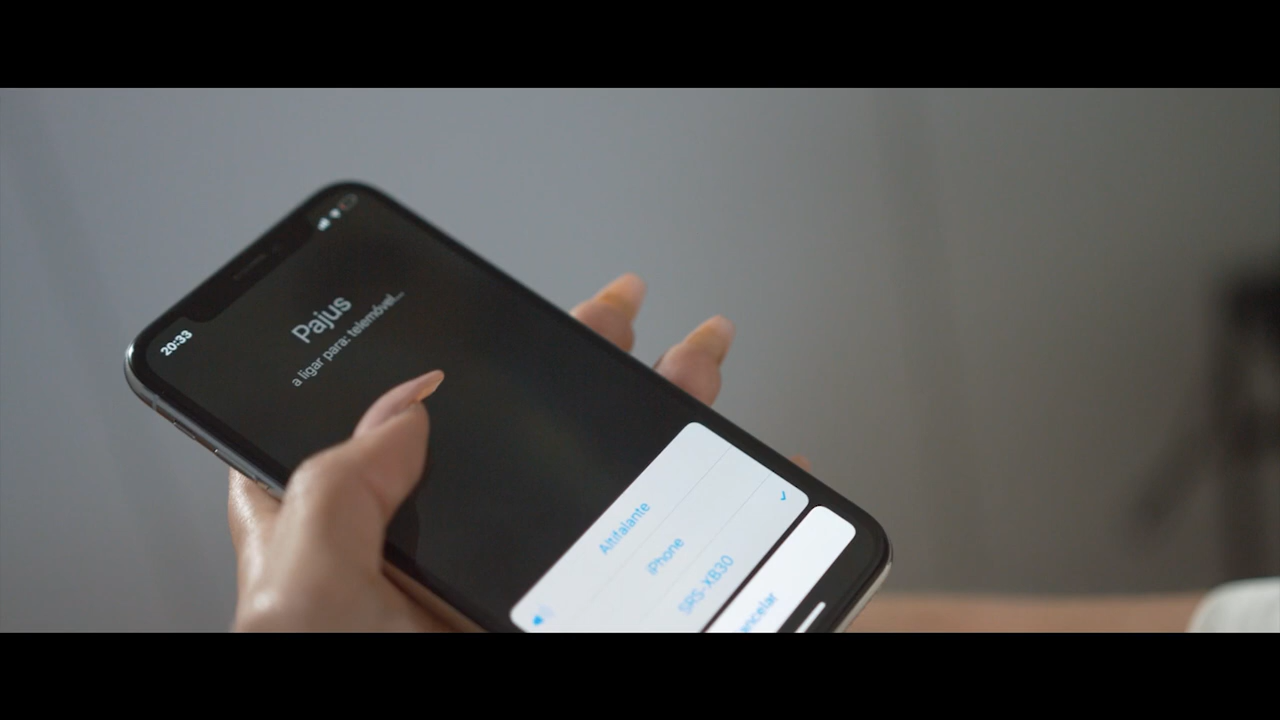 20:33
Pajus
a ligar para: telemóvel...
Altifalante
iPhone
SRS-XB30
Cancelar